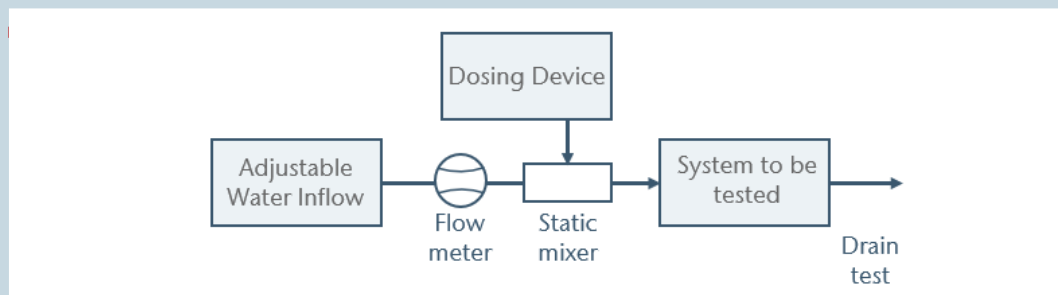 Dosing Device
Adjustable
Water Inflow
Flow
meter
Static
mixer
System to be
tested
Drain
test